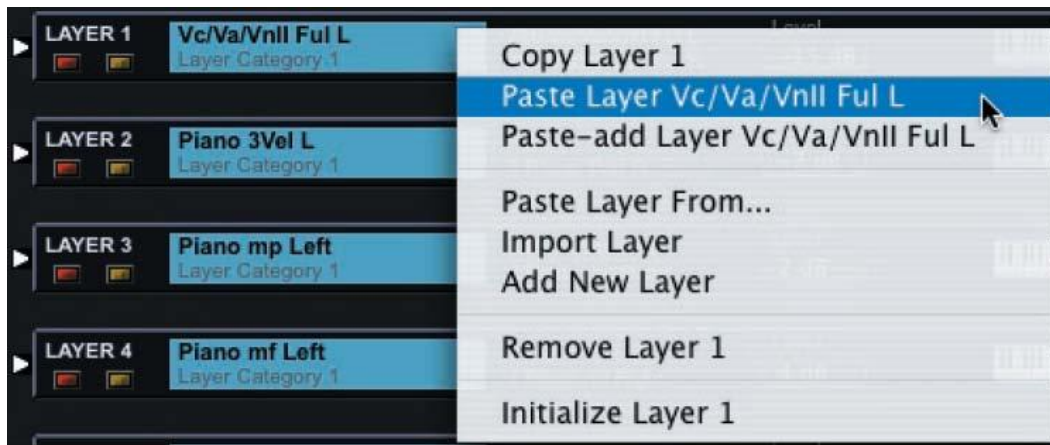 LAYER 1
Vc/Va/VnII Ful L
Layer Category 1
Level
LAYER 2
Piano 3Vel L
Layer Category 1
LAYER 3
Piano mp Left
Layer Category 1
LAYER 4
Piano mf Left
Layer Category 1
Copy Layer 1
Paste Layer Vc/Va/VnII Ful L
Paste-add Layer Vc/Va/VnII Ful L
Paste Layer From...
Import Layer
Add New Layer
Remove Layer 1
Initialize Layer 1